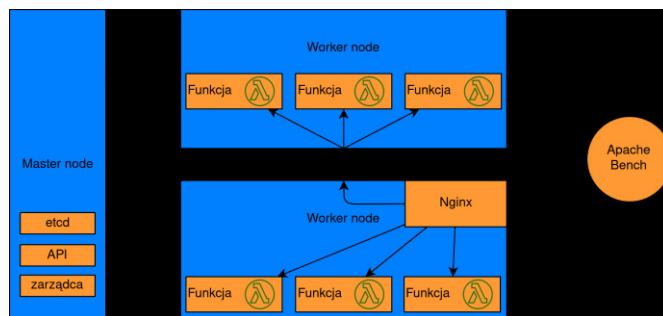 Worker node
Funkcja
Funkcja
Funkcja
Master node
etcd
API
zarządca
Nginx
Worker node
Funkcja
Funkcja
Funkcja
Apache
Bench